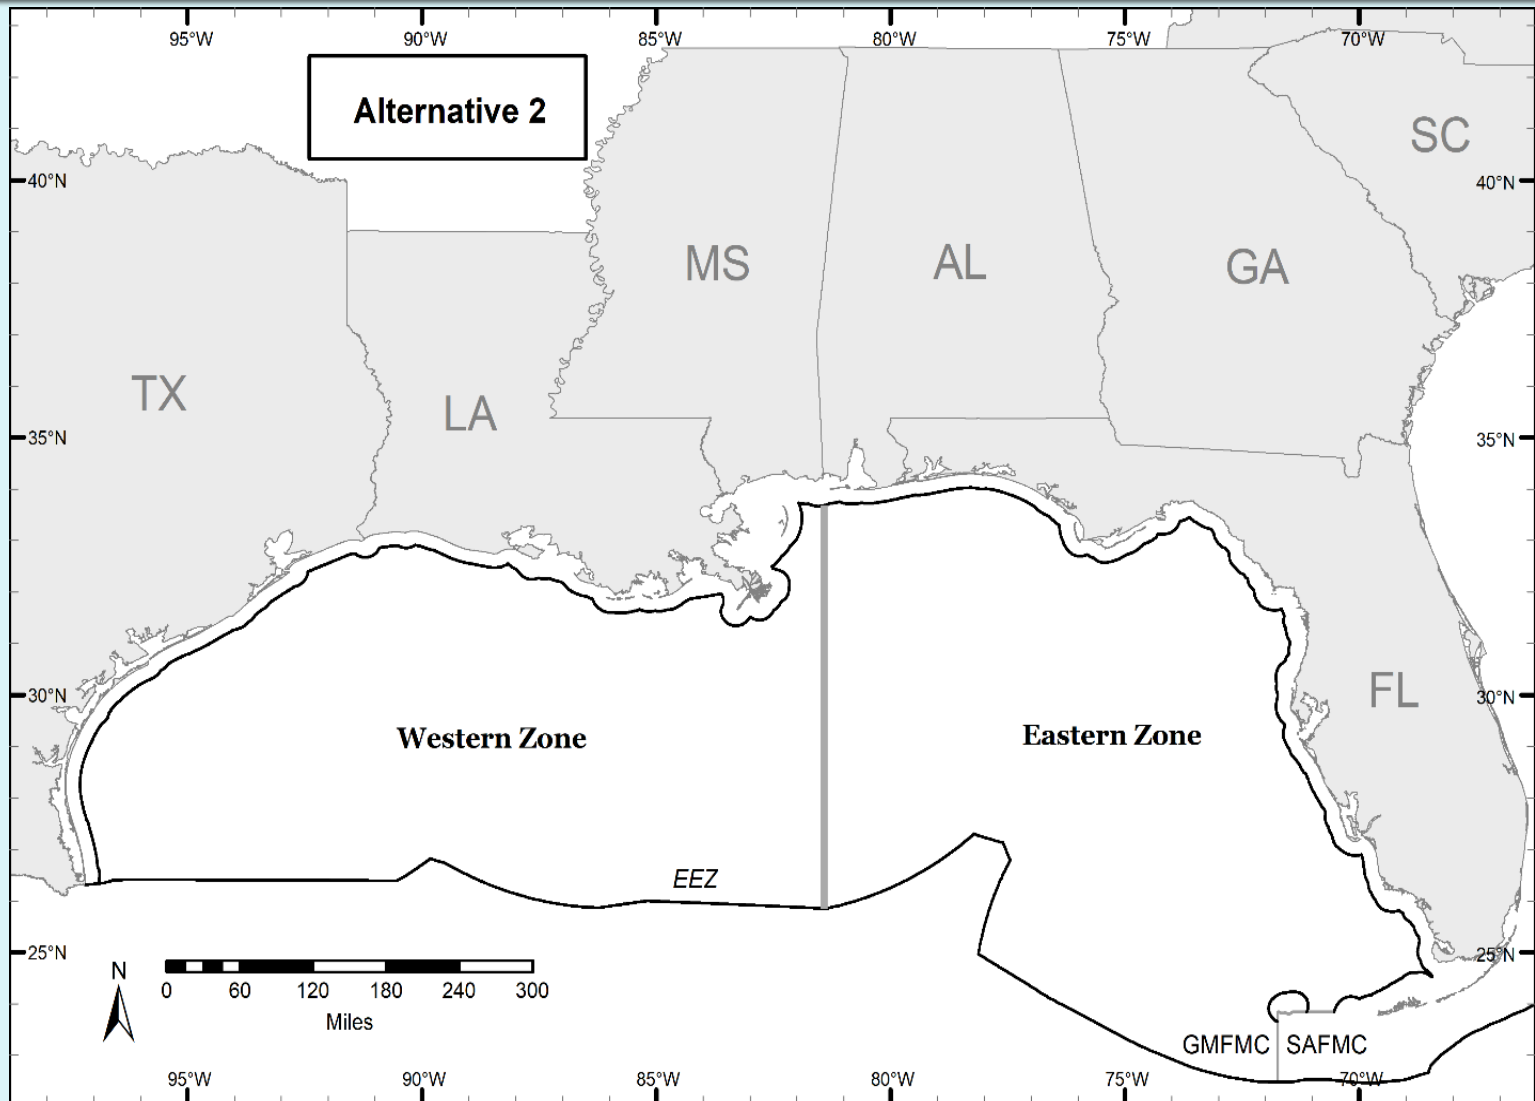 95°W 90°W 85°W 80°W 75°W 70°W
Alternative 2
SC
40°N 40°N
MS AL GA
TX
LA
35°N 35°N
30°N FL 30°N
Western Zone Eastern Zone
EEZ
25°N 25°N
N
0 60 120 180 240 300
Miles
GMFMC SAFMC
95°W 90°W 85°W 80°W 75°W 70°W